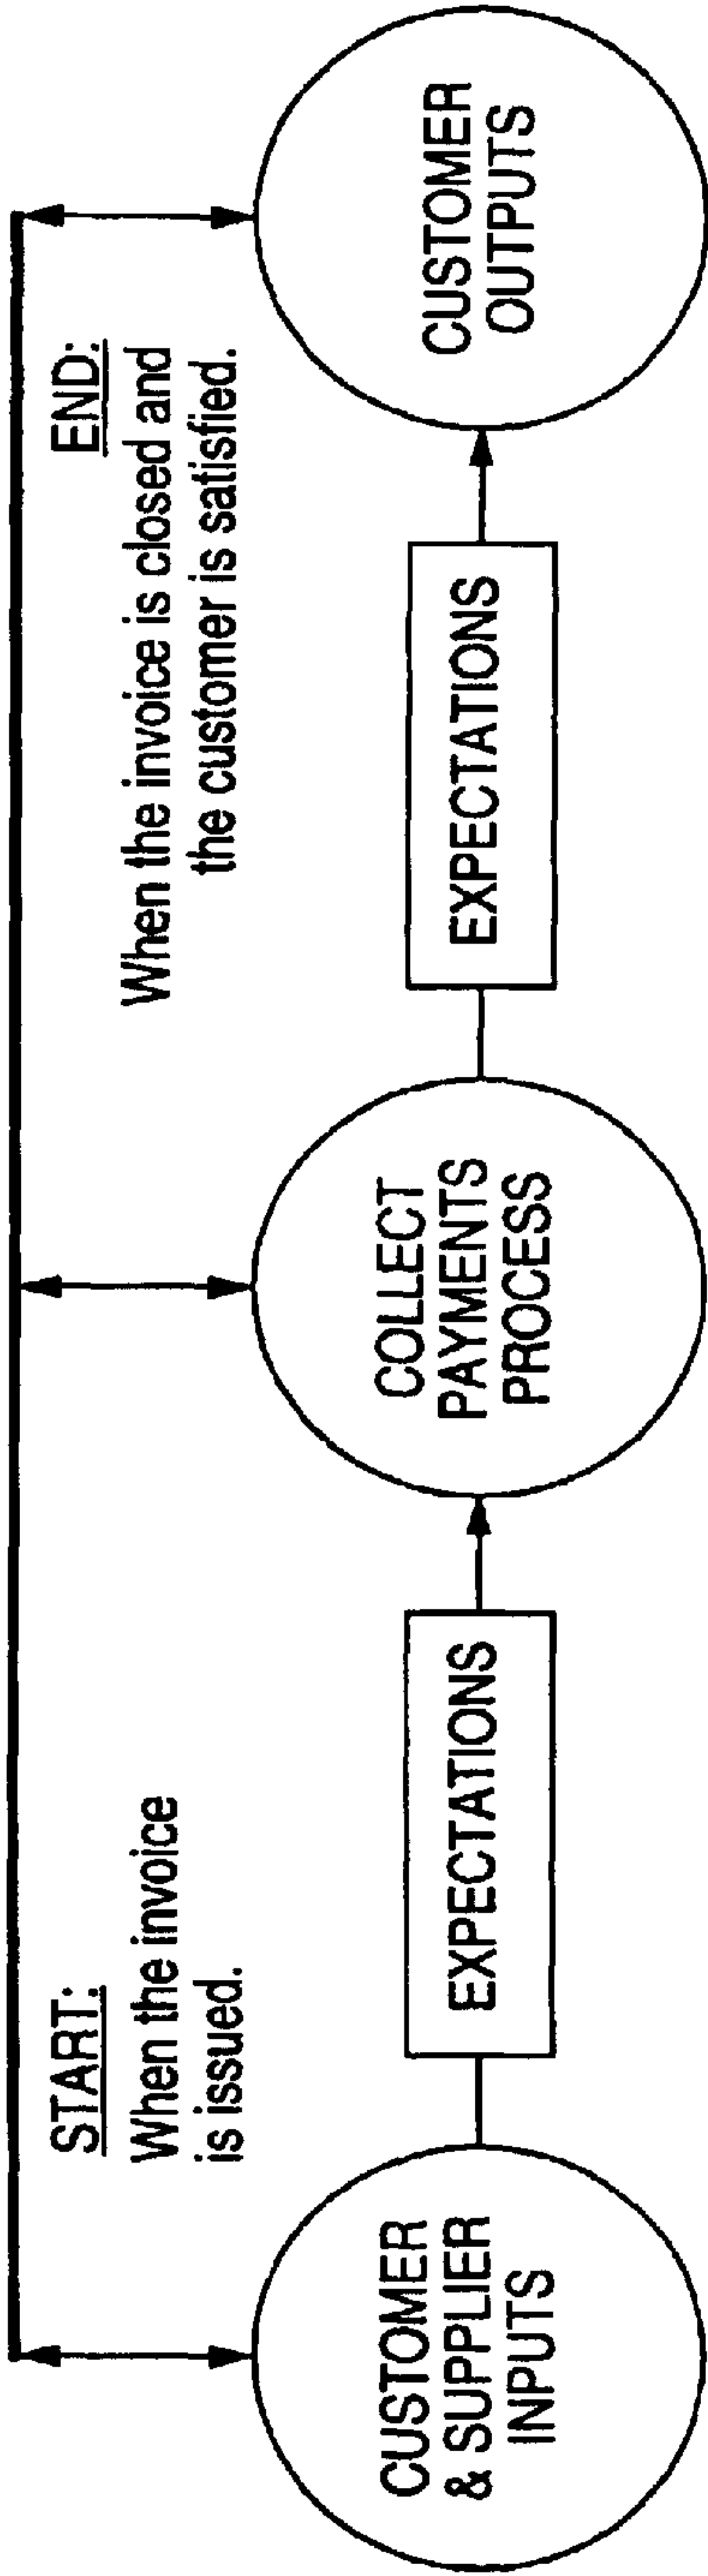 START:
When the invoice
is issued.
END:
When the invoice is closed and
the customer is satisfied.
CUSTOMER
& SUPPLIER
INPUTS
EXPECTATIONS
COLLECT
PAYMENTS
PROCESS
EXPECTATIONS
CUSTOMER
OUTPUTS